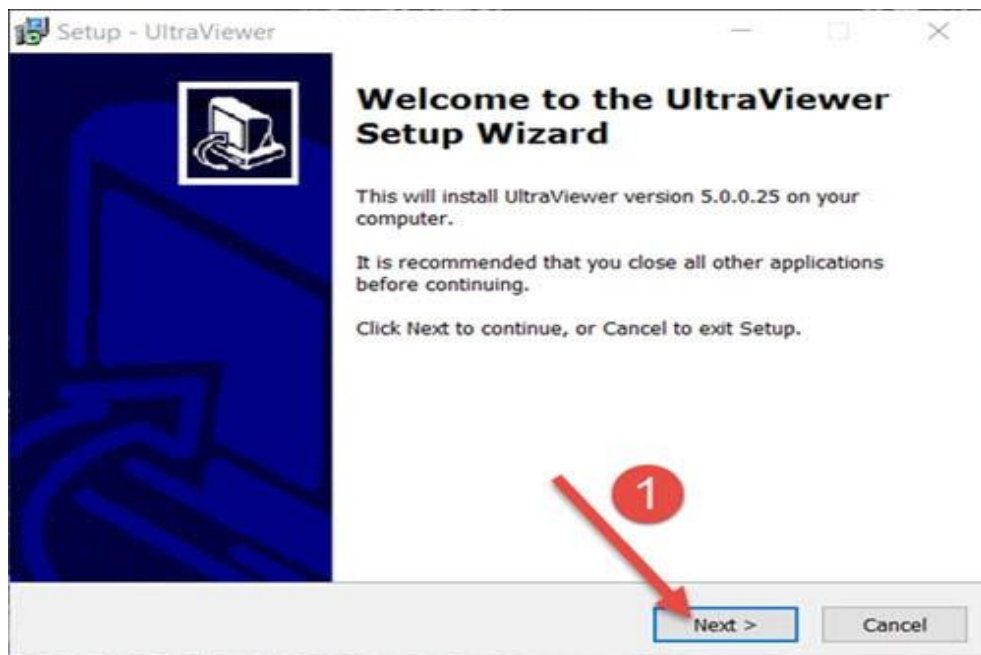 Setup - UltraViewer
Welcome to the UltraViewer
Setup Wizard
This will install UltraViewer version 5.0.0.25 on your
computer.
It is recommended that you close all other applications
before continuing.
Click Next to continue, or Cancel to exit Setup.
1
Next >
Cancel